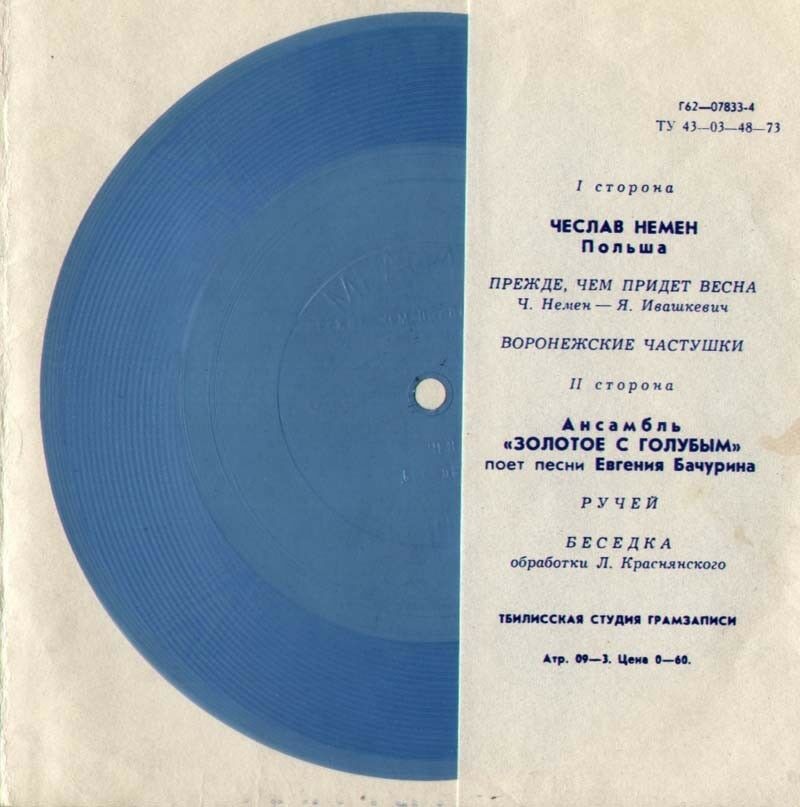 Г62—07833-4
ТУ 43—03—48—73
I сторона
ЧЕСЛАВ НЕМЕН
Польша
ПРЕЖДЕ, ЧЕМ ПРИДЕТ ВЕСНА
Ч. Немен — Я. Ивашкевич
ВОРОНЕЖСКИЕ ЧАСТУШКИ
II сторона
Ансамбль
«ЗОЛОТОЕ С ГОЛУБЫМ»
поет песни Евгения Бачурина
РУЧЕЙ
БЕСЕДКА
обработки Л. Краснянского
ТБИЛИССКАЯ СТУДИЯ ГРАМЗАПИСИ
Атр. 09—3. Цена 0—60.